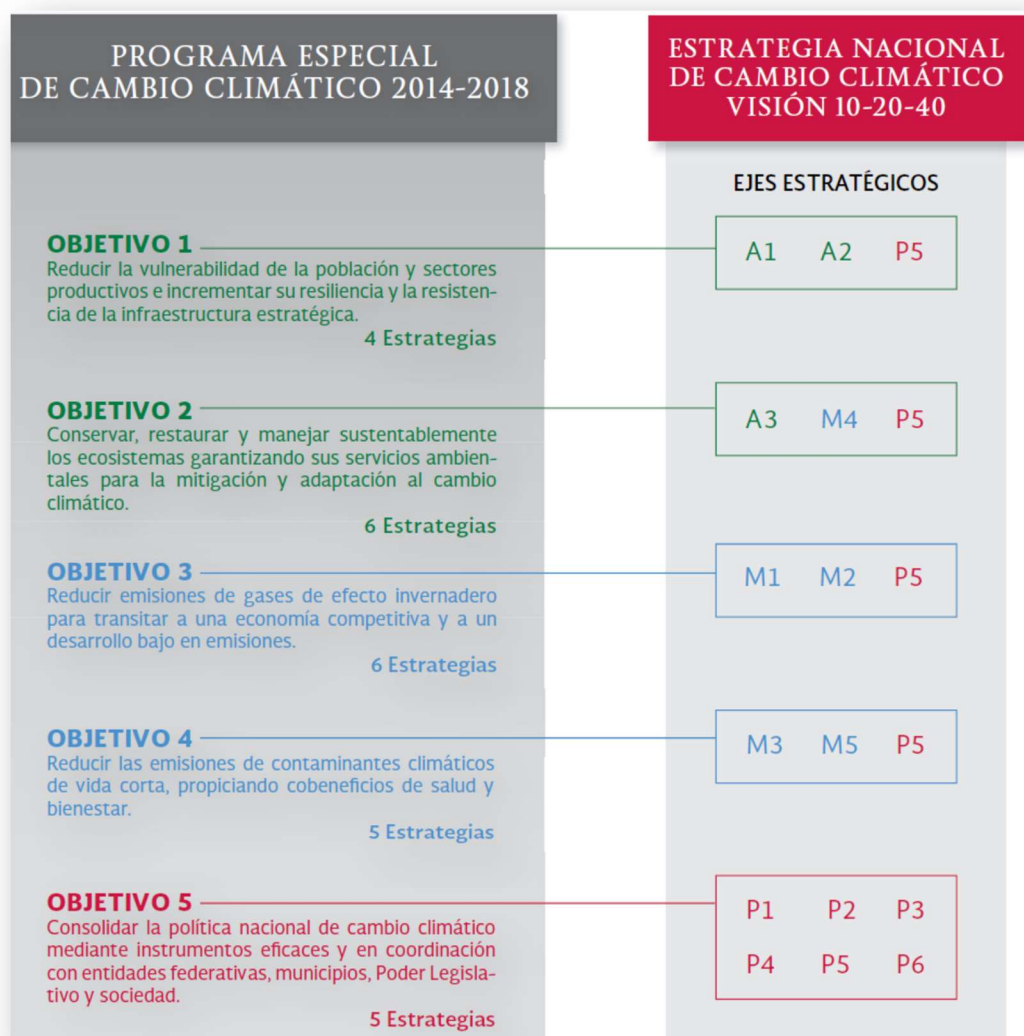 PROGRAMA ESPECIAL
DE CAMBIO CLIMÁTICO 2014-2018
ESTRATEGIA NACIONAL
DE CAMBIO CLIMÁTICO
VISIÓN 10-20-40
EJES ESTRATÉGICOS
OBJETIVO 1
Reducir la vulnerabilidad de la población y sectores
productivos e incrementar su resiliencia y la resisten-
cia de la infraestructura estratégica.
4 Estrategias
A1 A2 P5
OBJETIVO 2
Conservar, restaurar y manejar sustentablemente
los ecosistemas garantizando sus servicios ambien-
tales para la mitigación y adaptación al cambio
climático.
6 Estrategias
A3 M4 P5
OBJETIVO 3
Reducir emisiones de gases de efecto invernadero
para transitar a una economía competitiva y a un
desarrollo bajo en emisiones.
6 Estrategias
M1 M2 P5
OBJETIVO 4
Reducir las emisiones de contaminantes climáticos
de vida corta, propiciando cobeneficios de salud y
bienestar.
5 Estrategias
M3 M5 P5
OBJETIVO 5
Consolidar la política nacional de cambio climático
mediante instrumentos eficaces y en coordinación
con entidades federativas, municipios, Poder Legisla-
tivo y sociedad.
5 Estrategias
P1 P2 P3
P4 P5 P6